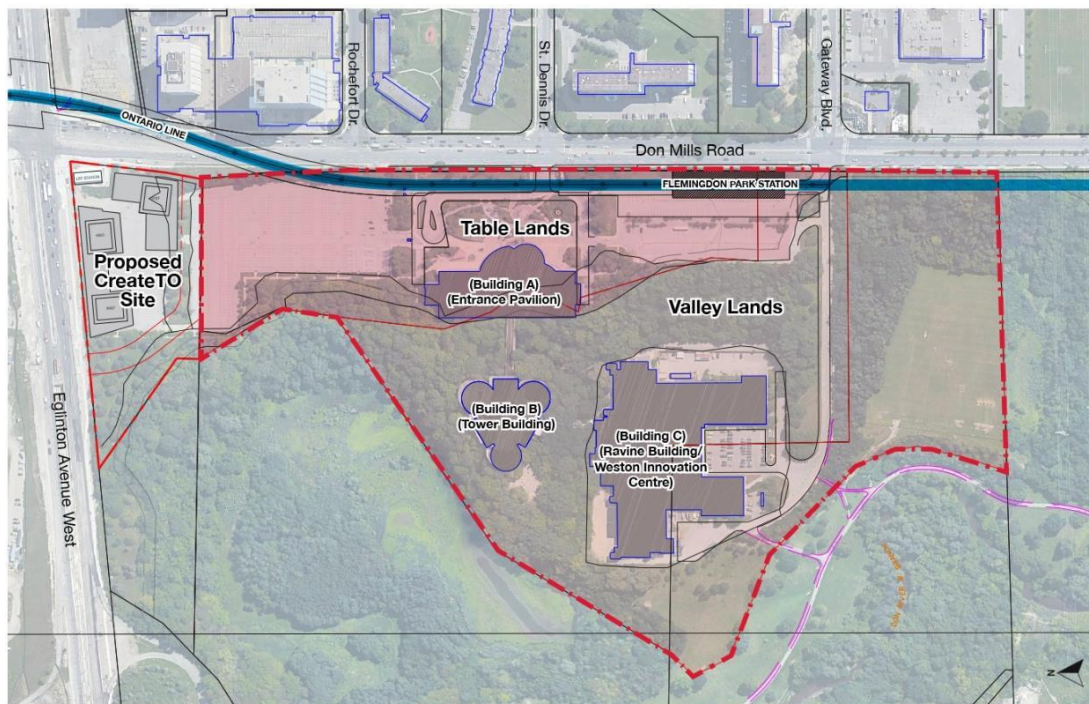 Rochefort Dr.
St. Dennis Dr.
Gateway Blvd.
ONTARIO LINE
Don Mills Road
FLEMINGDON PARK STATION
Table Lands
Proposed
CreateTO
Site
(Building A)
(Entrance Pavilion)
Valley Lands
(Building B)
(Tower Building)
(Building C)
(Ravine Building/
Weston Innovation
Centre)
Eglinton Avenue West
N